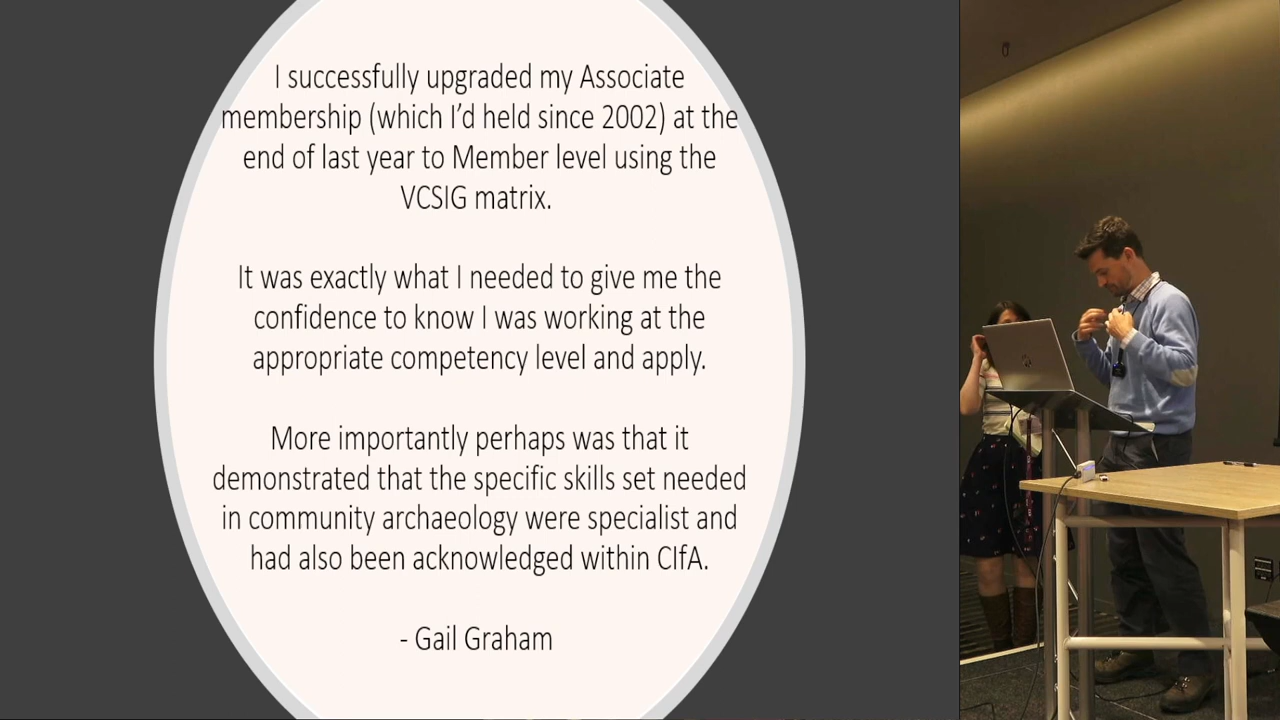 I successfully upgraded my Associate
membership (which I’d held since 2002) at the
end of last year to Member level using the
VCSIG matrix.
It was exactly what I needed to give me the
confidence to know I was working at the
appropriate competency level and apply.
More importantly perhaps was that it
demonstrated that the specific skills set needed
in community archaeology were specialist and
had also been acknowledged within CIfA.
- Gail Graham